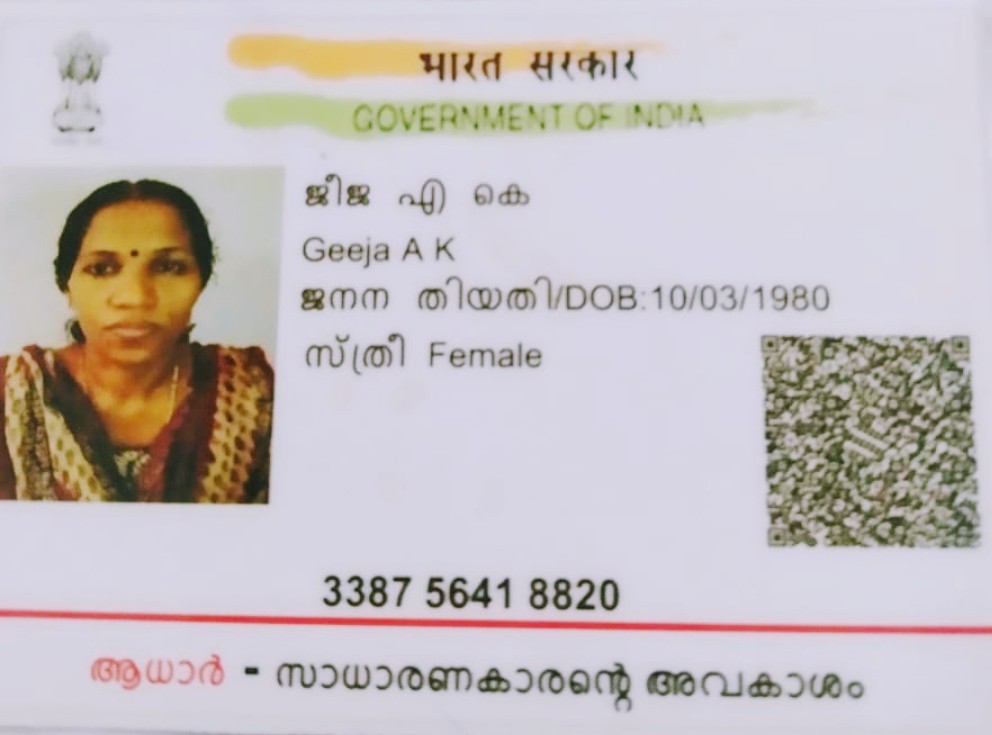 भारत सरकार
GOVERNMENT OF INDIA
ജീജ എ കെ
Geeja A K
ജനന തിയതി/DOB:10/03/1980
സ്ത്രീ Female
3387 5641 8820
ആധാർ - സാധാരണകാരന്റെ അവകാശം